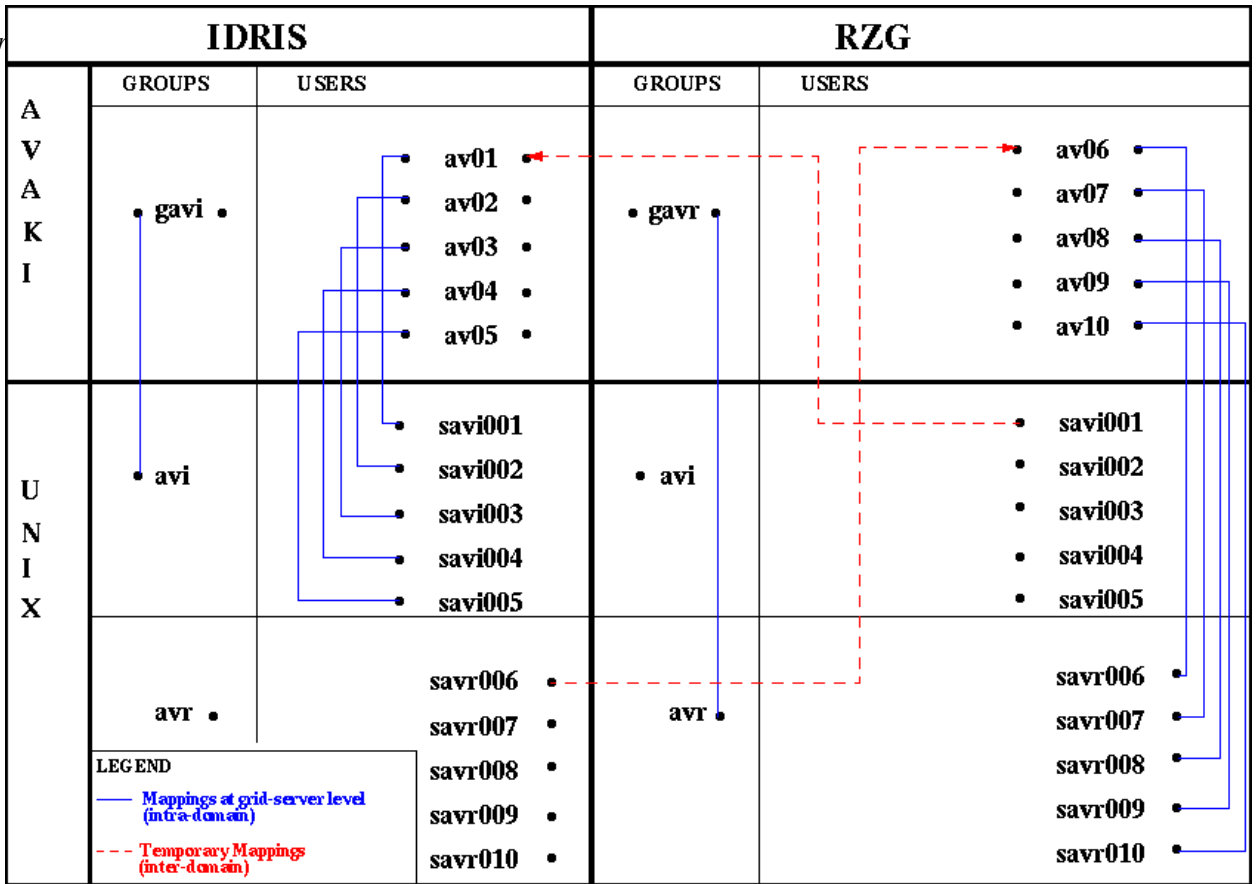 IDRIS
RZG
GROUPS
USERS
GROUPS
USERS
A
V
A
K
I
gavi
av01
av02
av03
av04
av05
gavr
av06
av07
av08
av09
av10
U
N
I
X
avi
savi001
savi002
savi003
savi004
savi005
avi
savi001
savi002
savi003
savi004
savi005
avr
savr006
savr007
savr008
savr009
savr010
avr
savr006
savr007
savr008
savr009
savr010
LEGEND
Mappings at grid-server level
(intra-domain)
Temporary Mappings
(inter-domain)